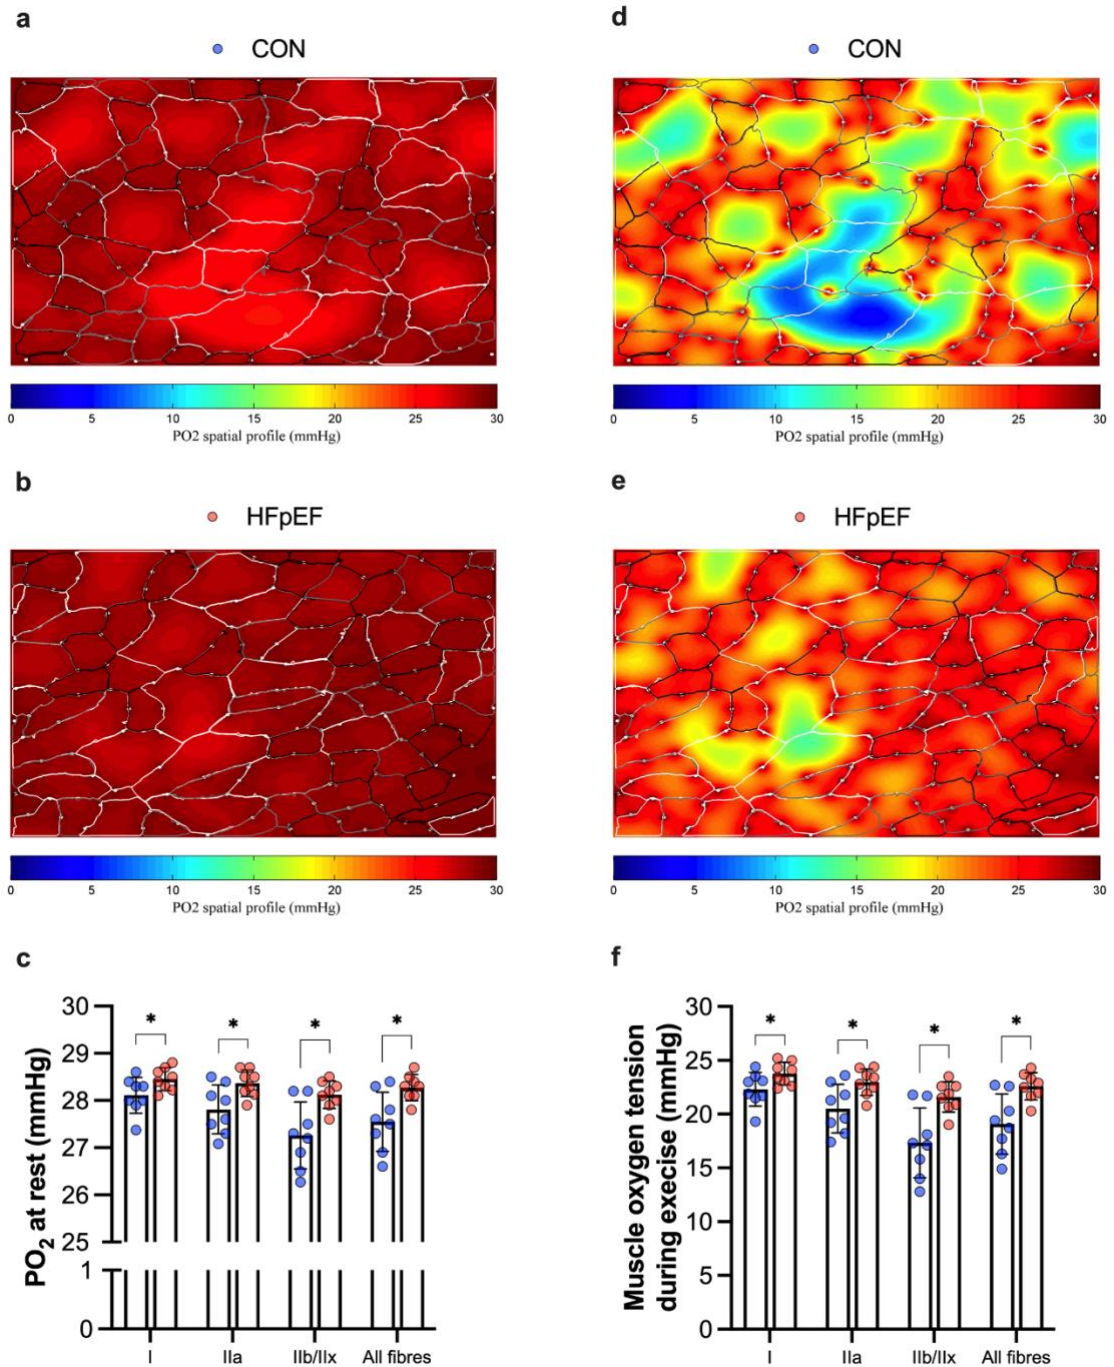 a
CON
0 5 10 15 20 25 30
PO2 spatial profile (mmHg)
b
HFpEF
0 5 10 15 20 25 30
PO2 spatial profile (mmHg)
c
PO2 at rest (mmHg)
30
29
28
27
26
25
1
0
* * * *
I IIa IIb/IIx All fibres
d
CON
0 5 10 15 20 25 30
PO2 spatial profile (mmHg)
e
HFpEF
0 5 10 15 20 25 30
PO2 spatial profile (mmHg)
f
Muscle oxygen tension
during execise (mmHg)
30
25
20
15
10
5
0
* * * *
I IIa IIb/IIx All fibres